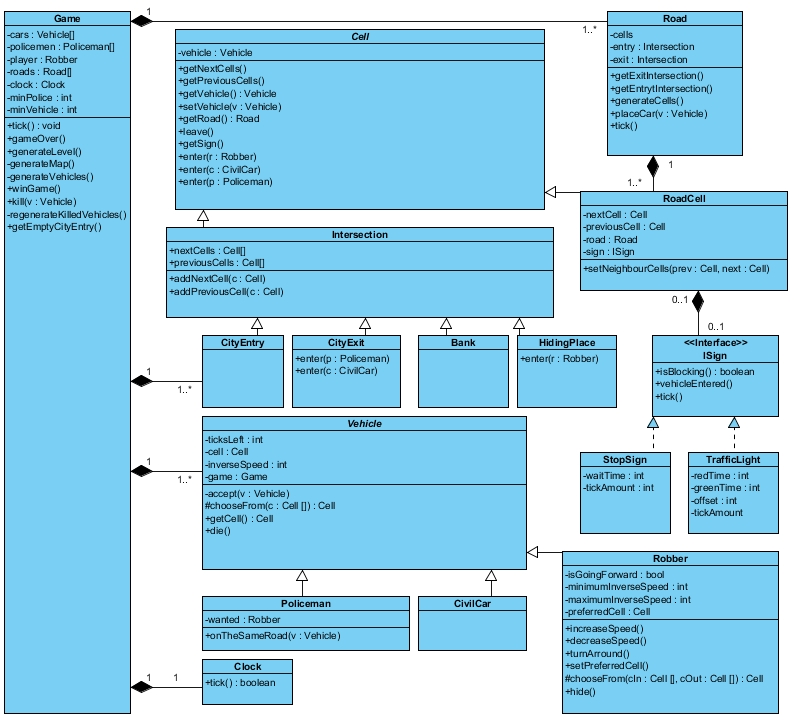 Game
-cars : Vehicle[]
-policemen : Policeman[]
-player : Robber
-roads : Road[]
-clock : Clock
-minPolice : int
-minVehicle : int
+tick() : void
+gameOver()
+generateLevel()
-generateMap()
-generateVehicles()
+winGame()
+kill(v : Vehicle)
-regenerateKilledVehicles()
+getEmptyCityEntry()
1
1..*
Cell
-vehicle : Vehicle
+getNextCells()
+getPreviousCells()
+getVehicle() : Vehicle
+setVehicle(v : Vehicle)
+getRoad() : Road
+leave()
+getSign()
+enter(r : Robber)
+enter(c : CivilCar)
+enter(p : Policeman)
Road
-cells
-entry : Intersection
-exit : Intersection
+getExitIntersection()
+getEntrytIntersection()
+generateCells()
+placeCar(v : Vehicle)
+tick()
1
1..*
RoadCell
-nextCell : Cell
-previousCell : Cell
-road : Road
-sign : ISign
+setNeighbourCells(prev : Cell, next : Cell)
Intersection
+nextCells : Cell[]
+previousCells : Cell[]
+addNextCell(c : Cell)
+addPreviousCell(c : Cell)
0..1
0..1
CityEntry
CityExit
+enter(p : Policeman)
+enter(c : CivilCar)
Bank
HidingPlace
+enter(r : Robber)
<<Interface>>
ISign
+isBlocking() : boolean
+vehicleEntered()
+tick()
1
1..*
Vehicle
-ticksLeft : int
-cell : Cell
-inverseSpeed : int
-game : Game
-accept(v : Vehicle)
#chooseFrom(c : Cell []) : Cell
+getCell() : Cell
+die()
1
1..*
StopSign
-waitTime : int
-tickAmount : int
TrafficLight
-redTime : int
-greenTime : int
-offset : int
-tickAmount
Robber
-isGoingForward : bool
-minimumInverseSpeed : int
-maximumInverseSpeed : int
-preferredCell : Cell
+increaseSpeed()
+decreaseSpeed()
+turnArround()
+setPreferredCell()
#chooseFrom(cIn : Cell [], cOut : Cell []) : Cell
+hide()
Policeman
-wanted : Robber
+onTheSameRoad(v : Vehicle)
CivilCar
1
1
Clock
+tick() : boolean